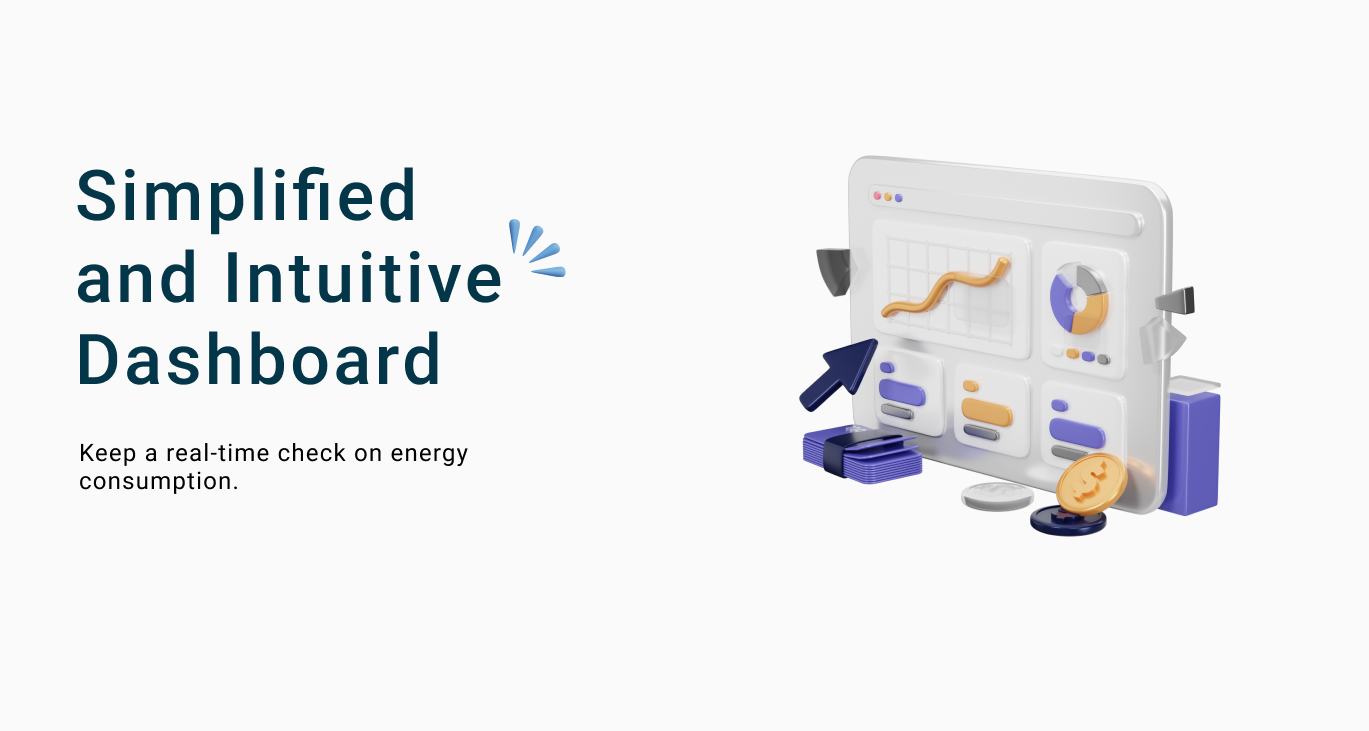 Simplified
and Intuitive
Dashboard
Keep a real-time check on energy
consumption.
$